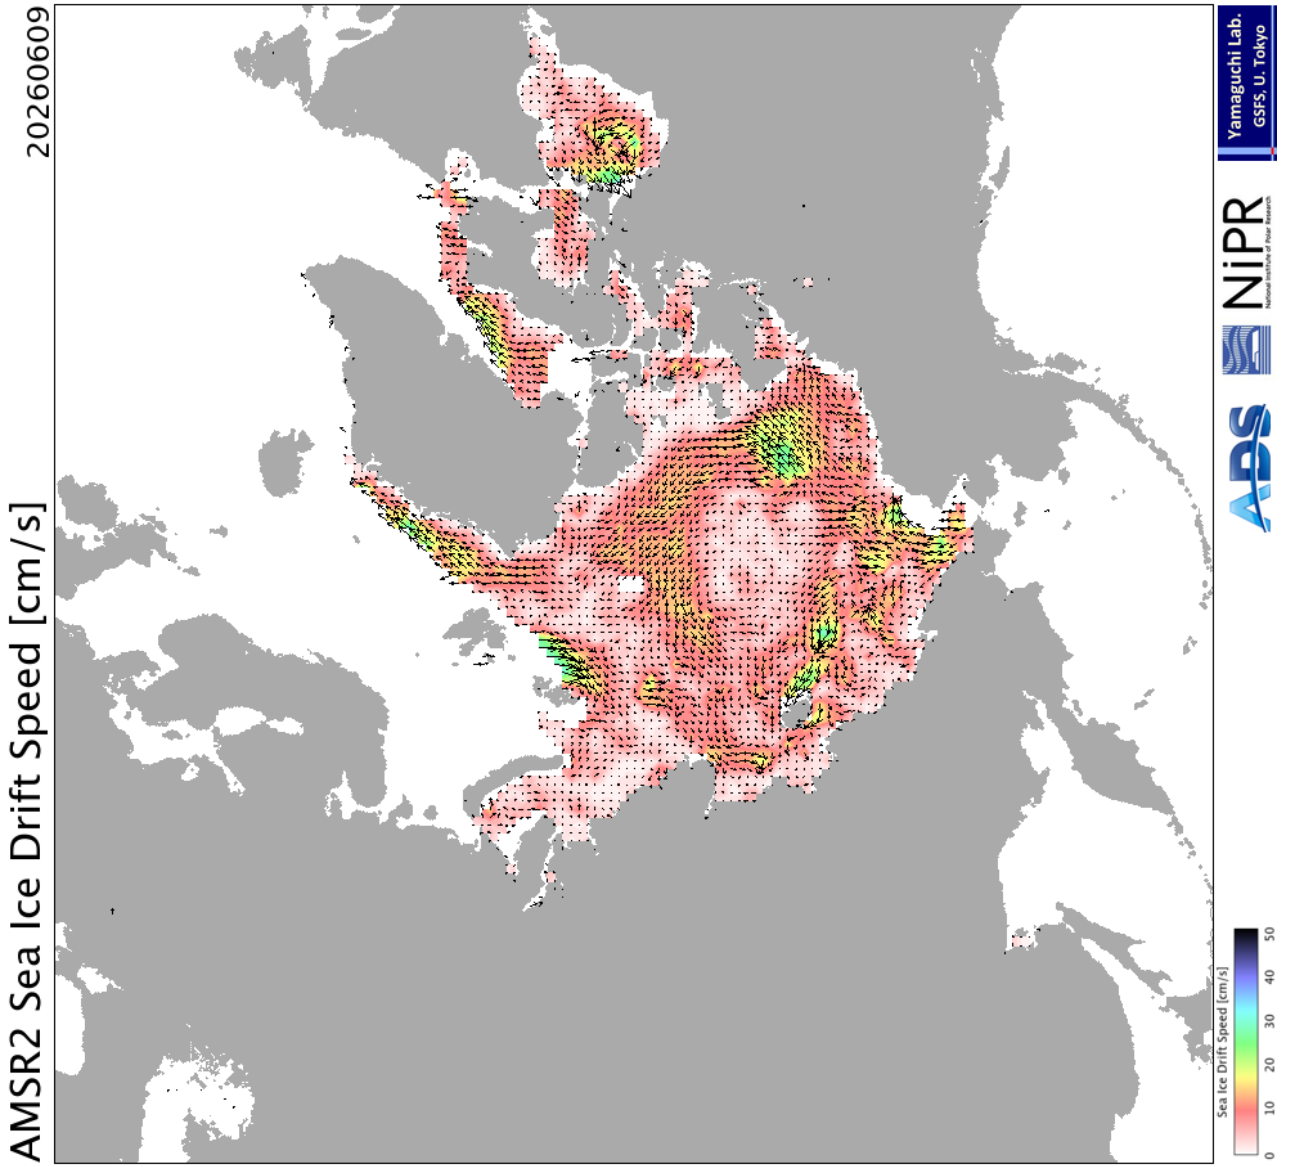 AMSR2 Sea Ice Drift Speed [cm/s]
20260609
Sea Ice Drift Speed [cm/s]
0 10 20 30 40 50
ADS
NiPR
National Institute of Polar Research
Yamaguchi Lab.
GSFS, U. Tokyo